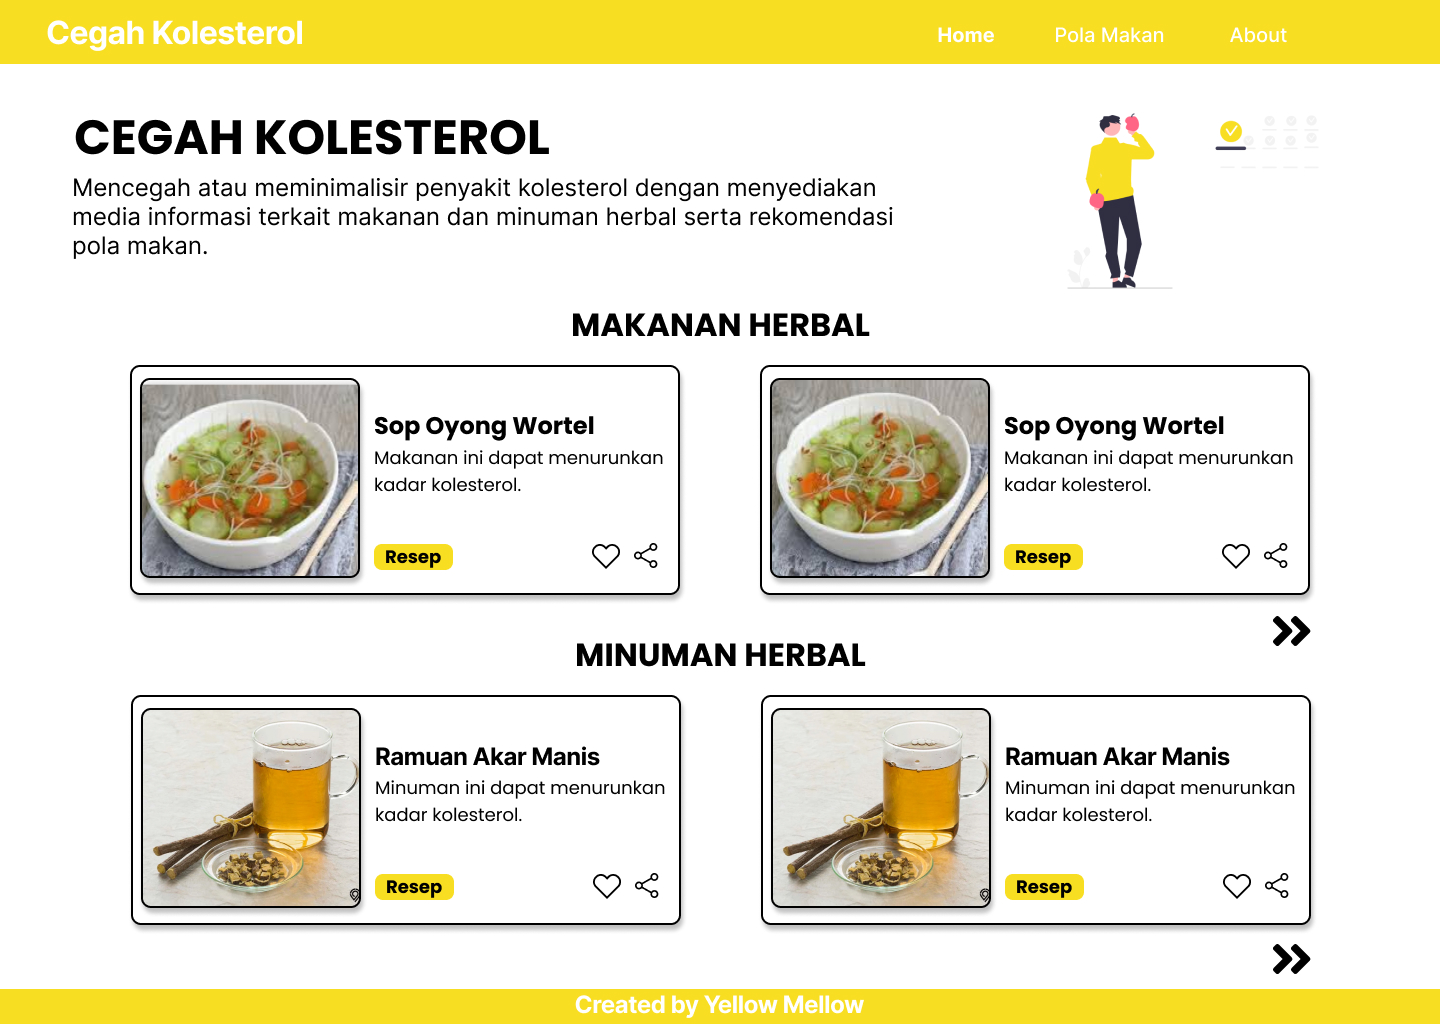 Cegah Kolesterol
Home
Pola Makan
About
CEGAH KOLESTEROL
Mencegah atau meminimalisir penyakit kolesterol dengan menyediakan
media informasi terkait makanan dan minuman herbal serta rekomendasi
pola makan.
MAKANAN HERBAL
Sop Oyong Wortel
Makanan ini dapat menurunkan
kadar kolesterol.
Resep
Sop Oyong Wortel
Makanan ini dapat menurunkan
kadar kolesterol.
Resep
MINUMAN HERBAL
Ramuan Akar Manis
Minuman ini dapat menurunkan
kadar kolesterol.
Resep
Ramuan Akar Manis
Minuman ini dapat menurunkan
kadar kolesterol.
Resep
Created by Yellow Mellow